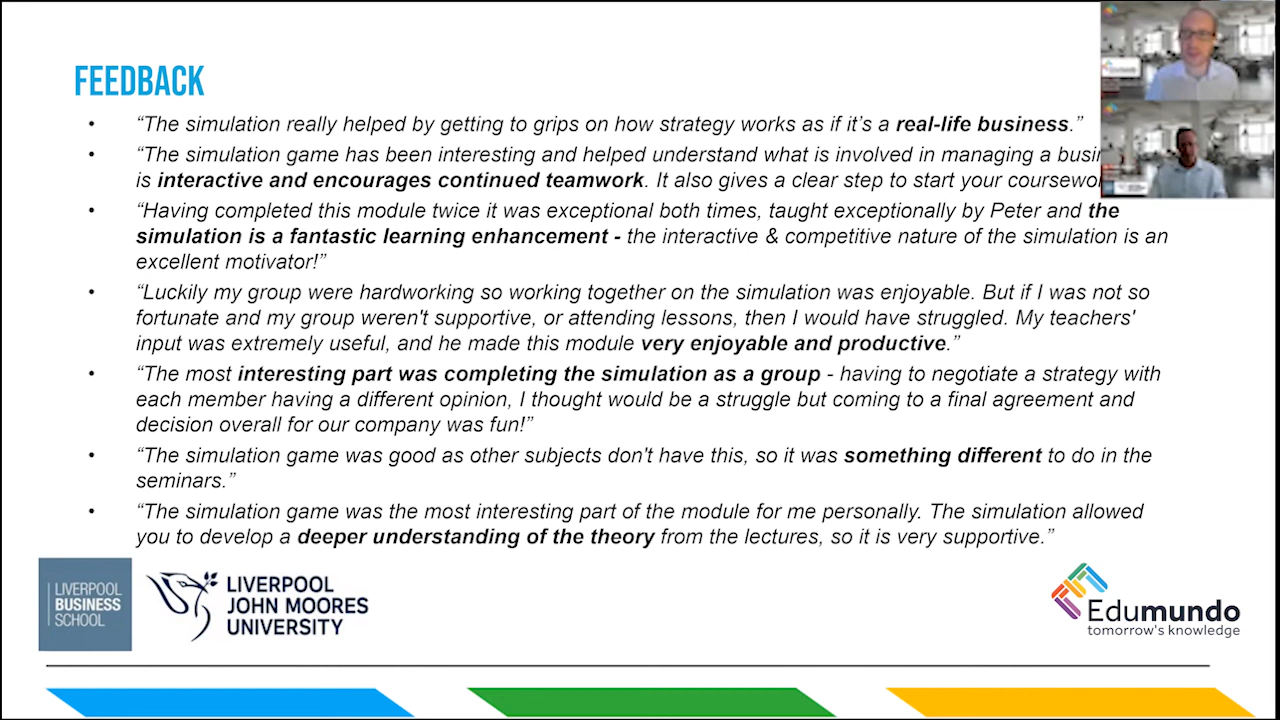 FEEDBACK
• “The simulation really helped by getting to grips on how strategy works as if it’s a real-life business.”
• “The simulation game has been interesting and helped understand what is involved in managing a
is interactive and encourages continued teamwork. It also gives a clear step to start your
• “Having completed this module twice it was exceptional both times, taught exceptionally by Peter and the
simulation is a fantastic learning enhancement - the interactive & competitive nature of the simulation is an
excellent motivator!”
• “Luckily my group were hardworking so working together on the simulation was enjoyable. But if I was not so
fortunate and my group weren't supportive, or attending lessons, then I would have struggled. My teachers'
input was extremely useful, and he made this module very enjoyable and productive.”
• “The most interesting part was completing the simulation as a group - having to negotiate a strategy with
each member having a different opinion, I thought would be a struggle but coming to a final agreement and
decision overall for our company was fun!”
• “The simulation game was good as other subjects don't have this, so it was something different to do in the
seminars.”
• “The simulation game was the most interesting part of the module for me personally. The simulation allowed
you to develop a deeper understanding of the theory from the lectures, so it is very supportive.”
LIVERPOOL
BUSINESS
SCHOOL
LIVERPOOL
JOHN MOORES
UNIVERSITY
Edumundo
tomorrow's knowledge